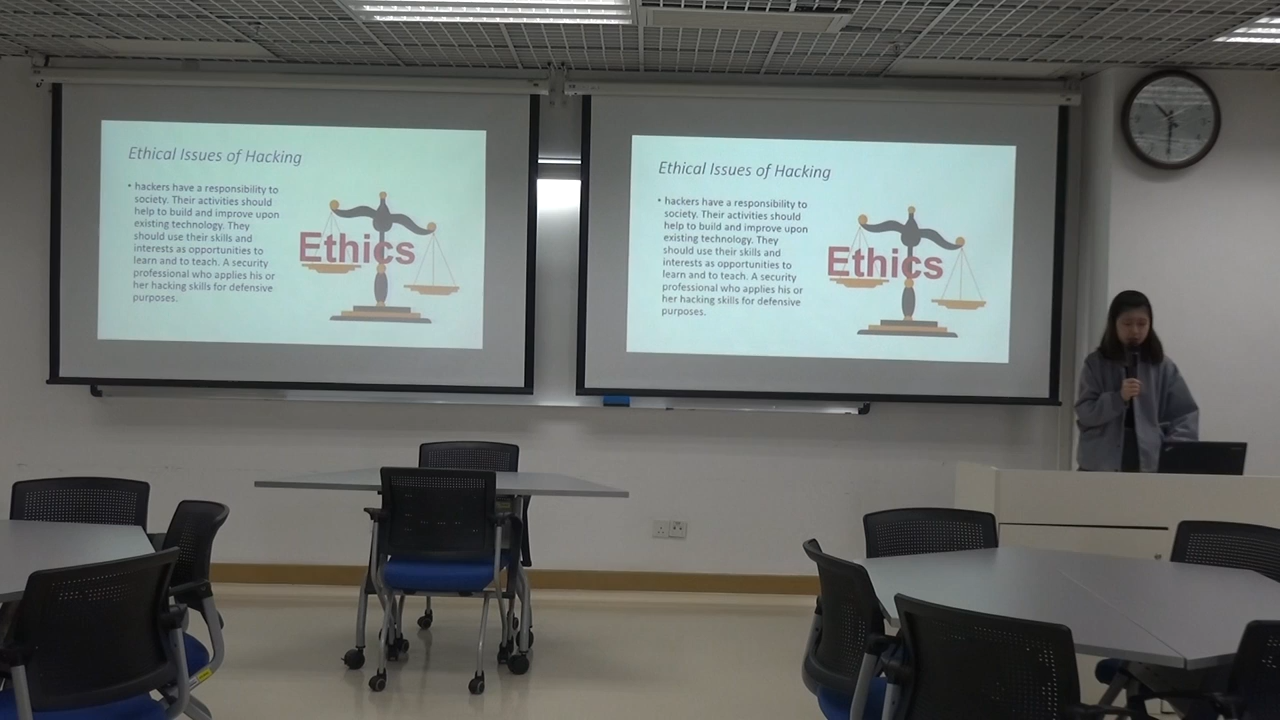 Ethical Issues of Hacking
• hackers have a responsibility to
society. Their activities should
help to build and improve upon
existing technology. They
should use their skills and
interests as opportunities to
learn and to teach. A security
professional who applies his or
her hacking skills for defensive
purposes.
Ethics
Ethical Issues of Hacking
• hackers have a responsibility to
society. Their activities should
help to build and improve upon
existing technology. They
should use their skills and
interests as opportunities to
learn and to teach. A security
professional who applies his or
her hacking skills for defensive
purposes.
Ethics